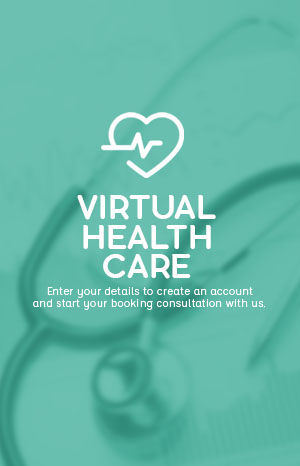 VIRTUAL
HEALTH
CARE
Enter your details to create an account
and start your booking consultation with us.